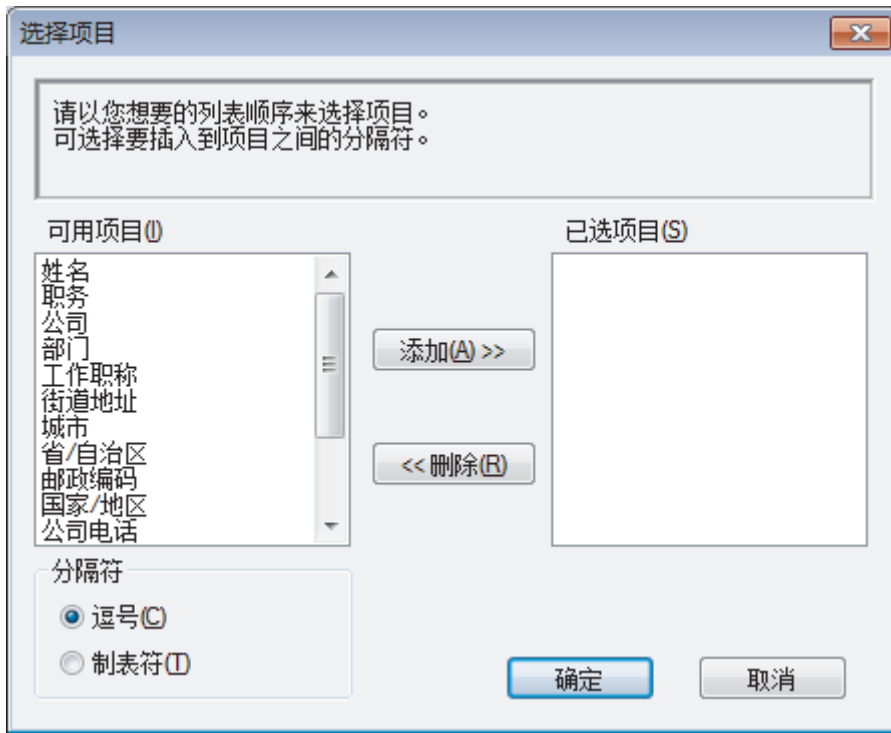 选择项目
请以您想要的列表顺序来选择项目。
可选择要插入到项目之间的分隔符。
可用项目(I)
已选项目(S)
姓名
职务
公司
部门
工作职称
街道地址
城市
省/自治区
邮政编码
国家/地区
公司电话
添加(A) >>
<< 删除(R)
分隔符
逗号(C)
制表符(T)
确定
取消